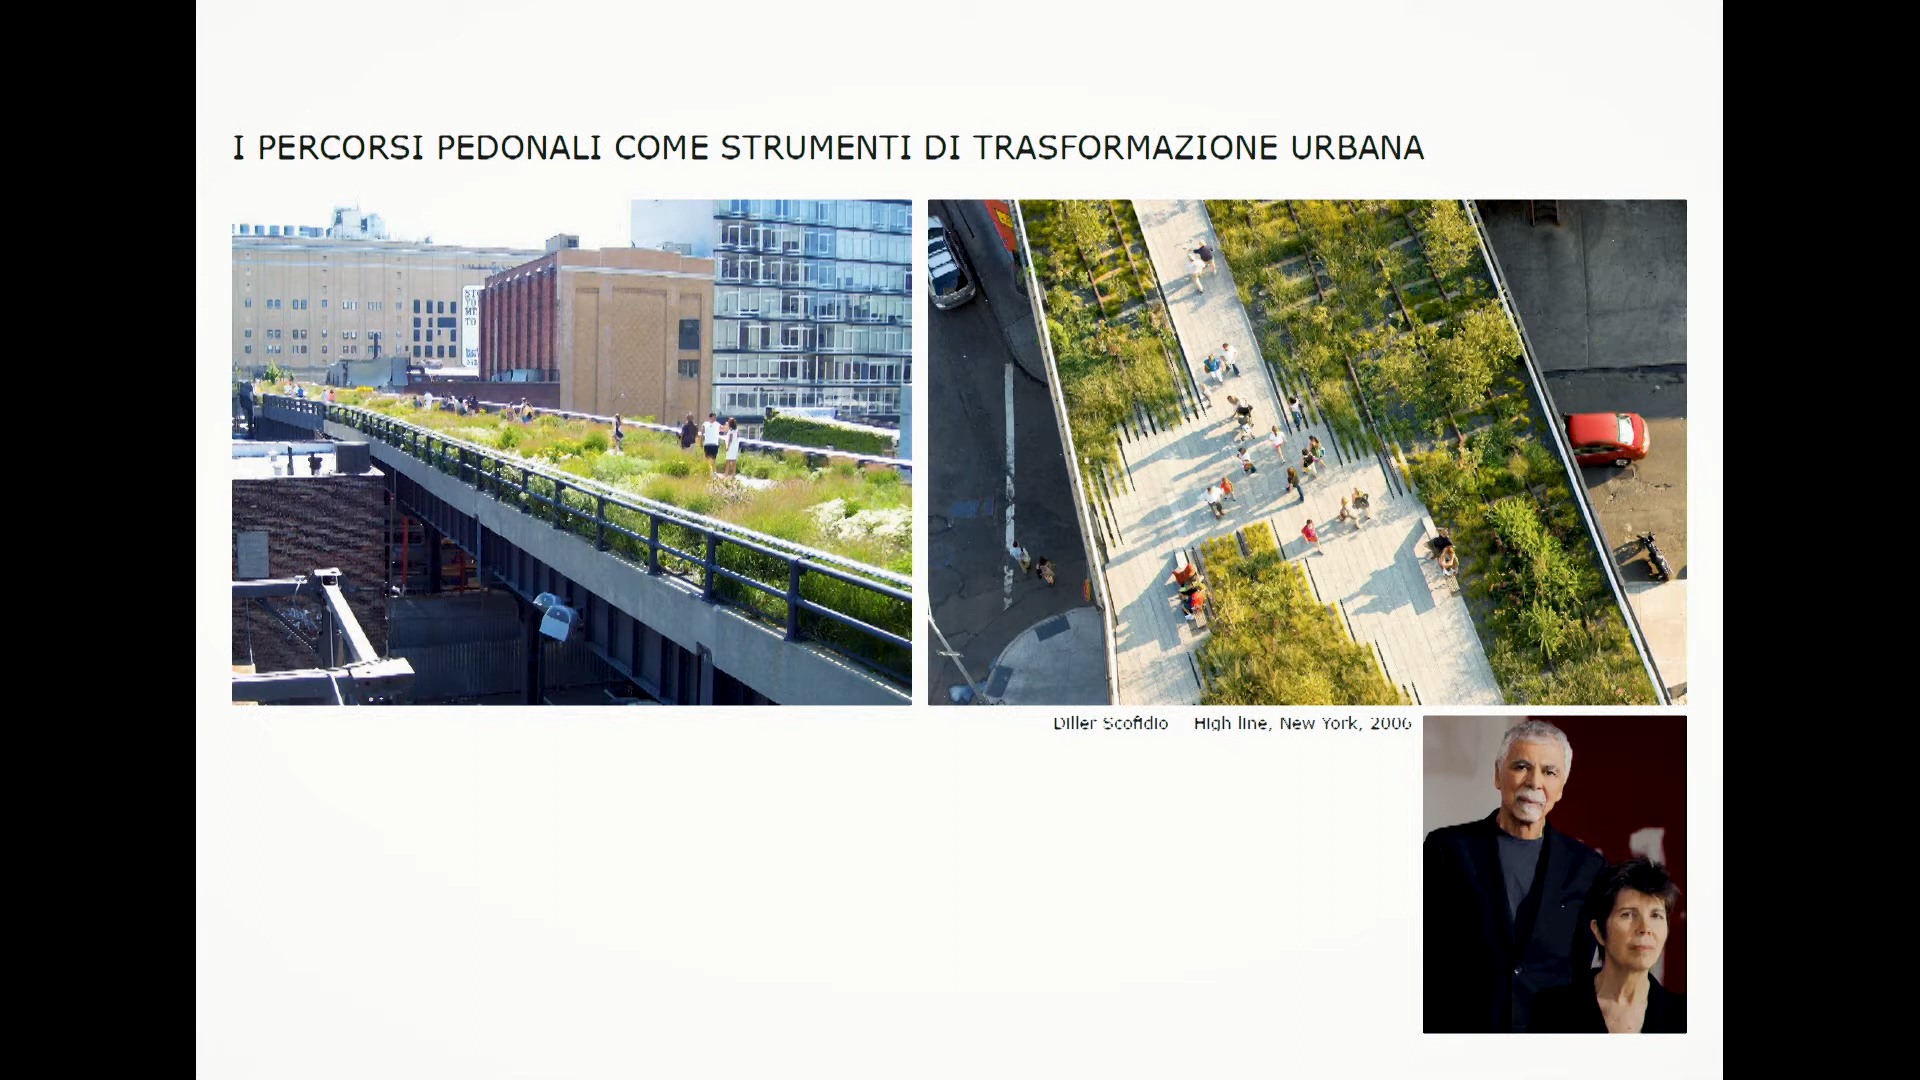 I PERCORSI PEDONALI COME STRUMENTI DI TRASFORMAZIONE URBANA
Diller Scofidio High line, New York, 2006